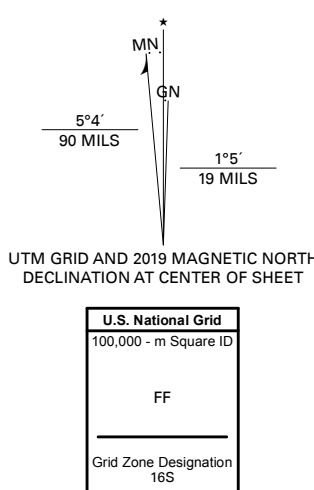 ★
M.N.
GN
5°4´
90 MILS
1°5´
19 MILS
UTM GRID AND 2019 MAGNETIC NORTH
DECLINATION AT CENTER OF SHEET
U.S. National Grid
100,000 - m Square ID
FF
Grid Zone Designation
16S